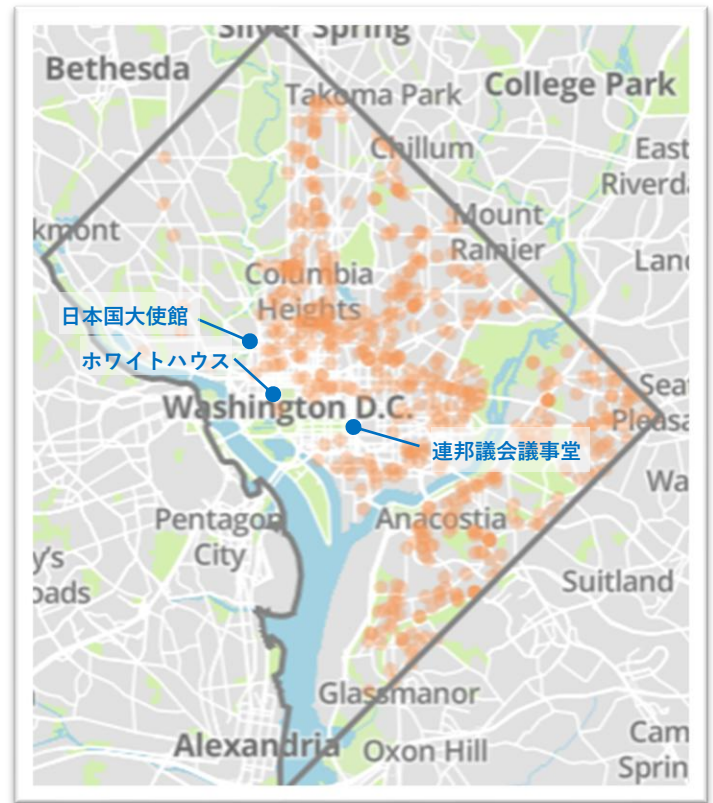 Silver Spring
Bethesda
Takoma Park
College Park
Chillum
East
Riverd
Mount
Rainier
kmont
Land
Columbia
Heights
日本国大使館
ホワイトハウス
Washington D.C.
Seat
Pleasa
連邦議会議事堂
Wa
Pentagon
City
Anacostia
y's
oads
Suitland
Glassmanor
Alexandria
Oxon Hill
Cam
Sprin